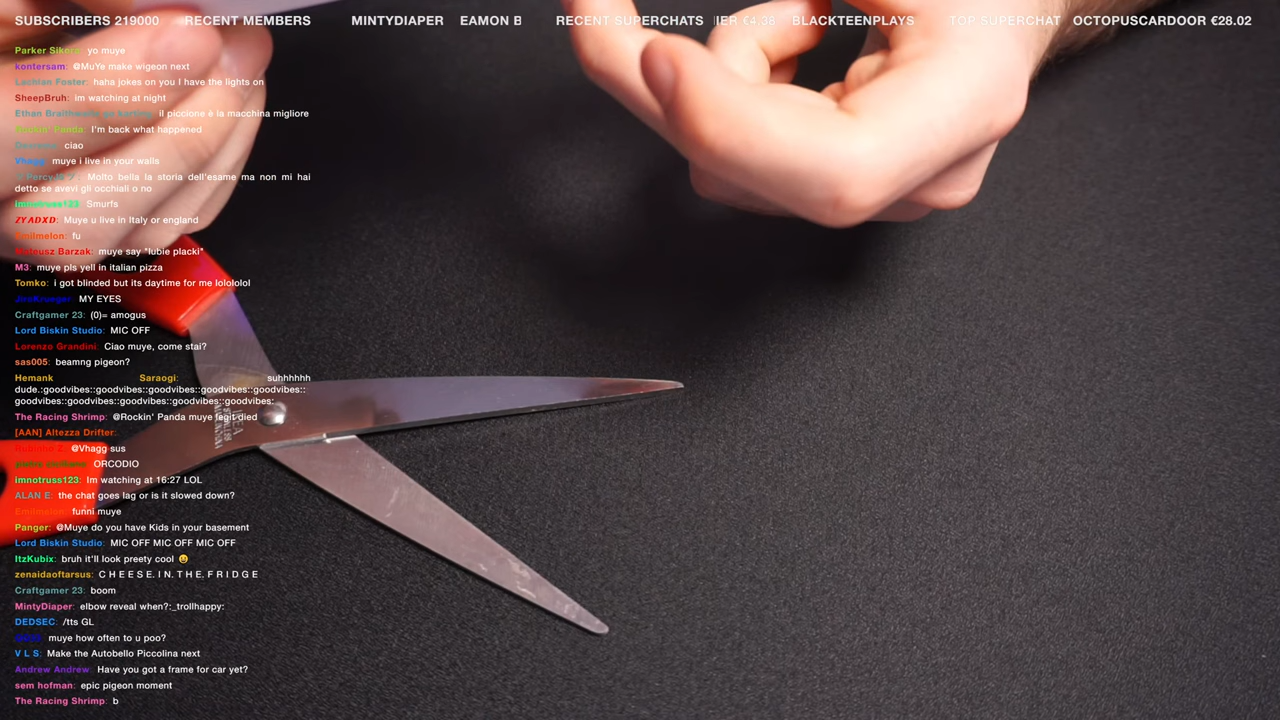 SUBSCRIBERS 219000 RECENT MEMBERS MINTYDIAPER EAMON B RECENT SUPERCHATS IER €4.38 BLACKTEENPLAYS TOP SUPERCHAT OCTOPUSCARDOOR €28.02
Parker Sikora: yo muye
kontersam: @MuYe make wigeon next
Lachlan Foster: haha jokes on you I have the lights on
SheepBruh: im watching at night
Ethan Braithwaite il piccione è la macchina migliore
Rockin' Panda: I'm back what happened
ciao
Vhagg: muye i live in your walls
Molto bella la storia dell'esame ma non mi hai
detto se avevi gli occhiali o no
imnotruss123: Smurfs
ZYADXD: Muye u live in Italy or england
Emilmelon: fu
Mateusz Barzak: muye say "lubie placki"
M3: muye pls yell in italian pizza
Tomko: i got blinded but its daytime for me lolololol
JiroKrueger: MY EYES
Craftgamer 23: (0)= amogus
Lord Biskin Studio: MIC OFF
Lorenzo Grandini: Ciao muye, come stai?
sas005: beamng pigeon?
Hemank Saraogi: suhhhhhh
dude.:goodvibes::goodvibes::goodvibes::goodvibes::goodvibes::
goodvibes::goodvibes::goodvibes::goodvibes::goodvibes:
The Racing Shrimp: @Rockin' Panda muye legit died
[AAN] Altezza Drifter:
@Vhagg sus
ORCODIO
imnotruss123: Im watching at 16:27 LOL
ALAN E: the chat goes lag or is it slowed down?
Emilmelon: funni muye
Panger: @Muye do you have Kids in your basement
Lord Biskin Studio: MIC OFF MIC OFF MIC OFF
ItzKubix: bruh it'll look preety cool 😃
zenaidaoftarsus: C H E E S E. I N. T H E. F R I D G E
Craftgamer 23: boom
MintyDiaper: elbow reveal when?:_trollhappy:
DEDSEC: /tts GL
muye how often to u poo?
V L S: Make the Autobello Piccolina next
Andrew Andrew: Have you got a frame for car yet?
sem hofman: epic pigeon moment
The Racing Shrimp: b